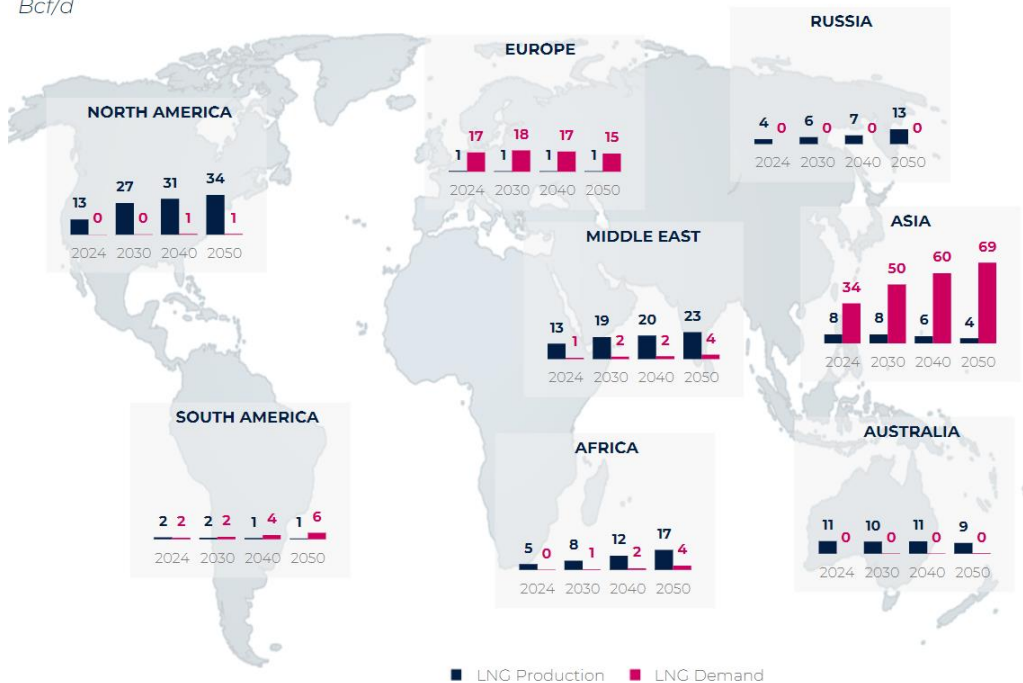 Bcf/d
RUSSIA
4 0 6 0 7 0 13 0
2024 2030 2040 2050
EUROPE
1 17 1 18 1 17 1 15
2024 2030 2040 2050
NORTH AMERICA
13 0 27 0 31 1 34 1
2024 2030 2040 2050
MIDDLE EAST
13 1 19 2 20 2 23 4
2024 2030 2040 2050
ASIA
8 34 8 50 6 60 4 69
2024 2030 2040 2050
SOUTH AMERICA
2 2 2 2 1 4 1 6
2024 2030 2040 2050
AFRICA
5 0 8 1 12 2 17 4
2024 2030 2040 2050
AUSTRALIA
11 0 10 0 11 0 9 0
2024 2030 2040 2050
LNG Production LNG Demand